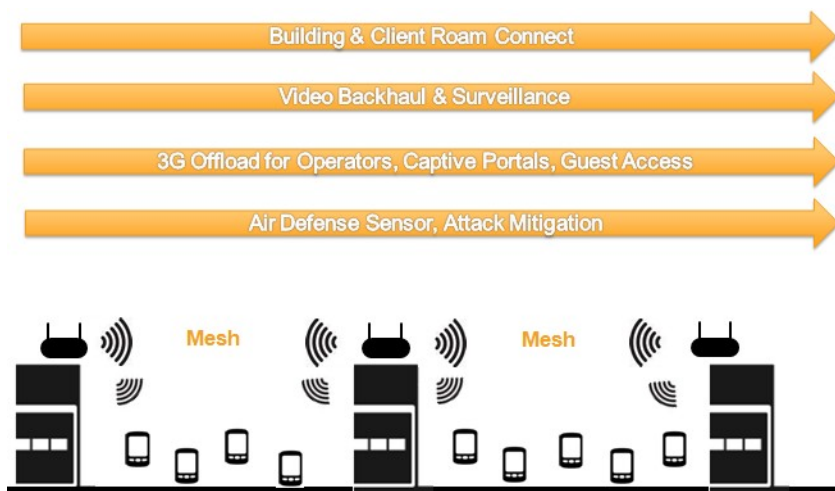 Building & Client Roam Connect
Video Backhaul & Surveillance
3G Offload for Operators, Captive Portals, Guest Access
Air Defense Sensor, Attack Mitigation
Mesh
Mesh